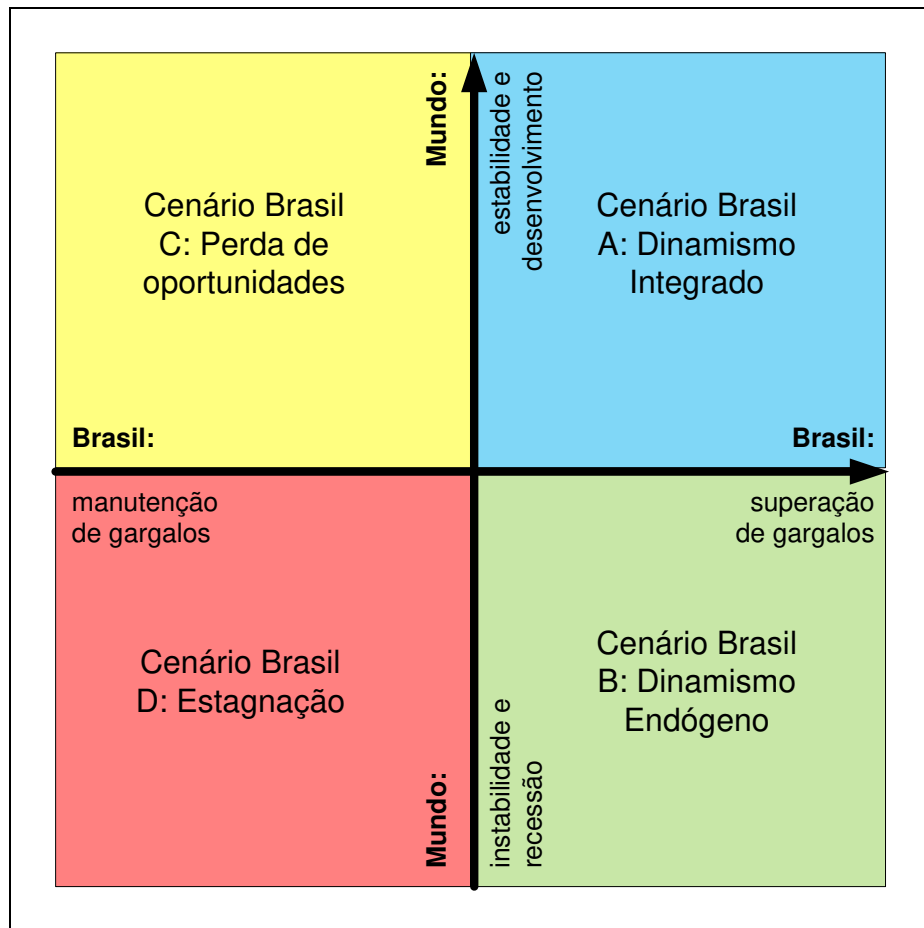 Mundo:
estabilidade e
desenvolvimento
Cenário Brasil
C: Perda de
oportunidades
Cenário Brasil
A: Dinamismo
Integrado
Brasil:
Brasil:
manutenção
de gargalos
superação
de gargalos
Cenário Brasil
D: Estagnação
Cenário Brasil
B: Dinamismo
Endógeno
Mundo:
instabilidade e
recessão